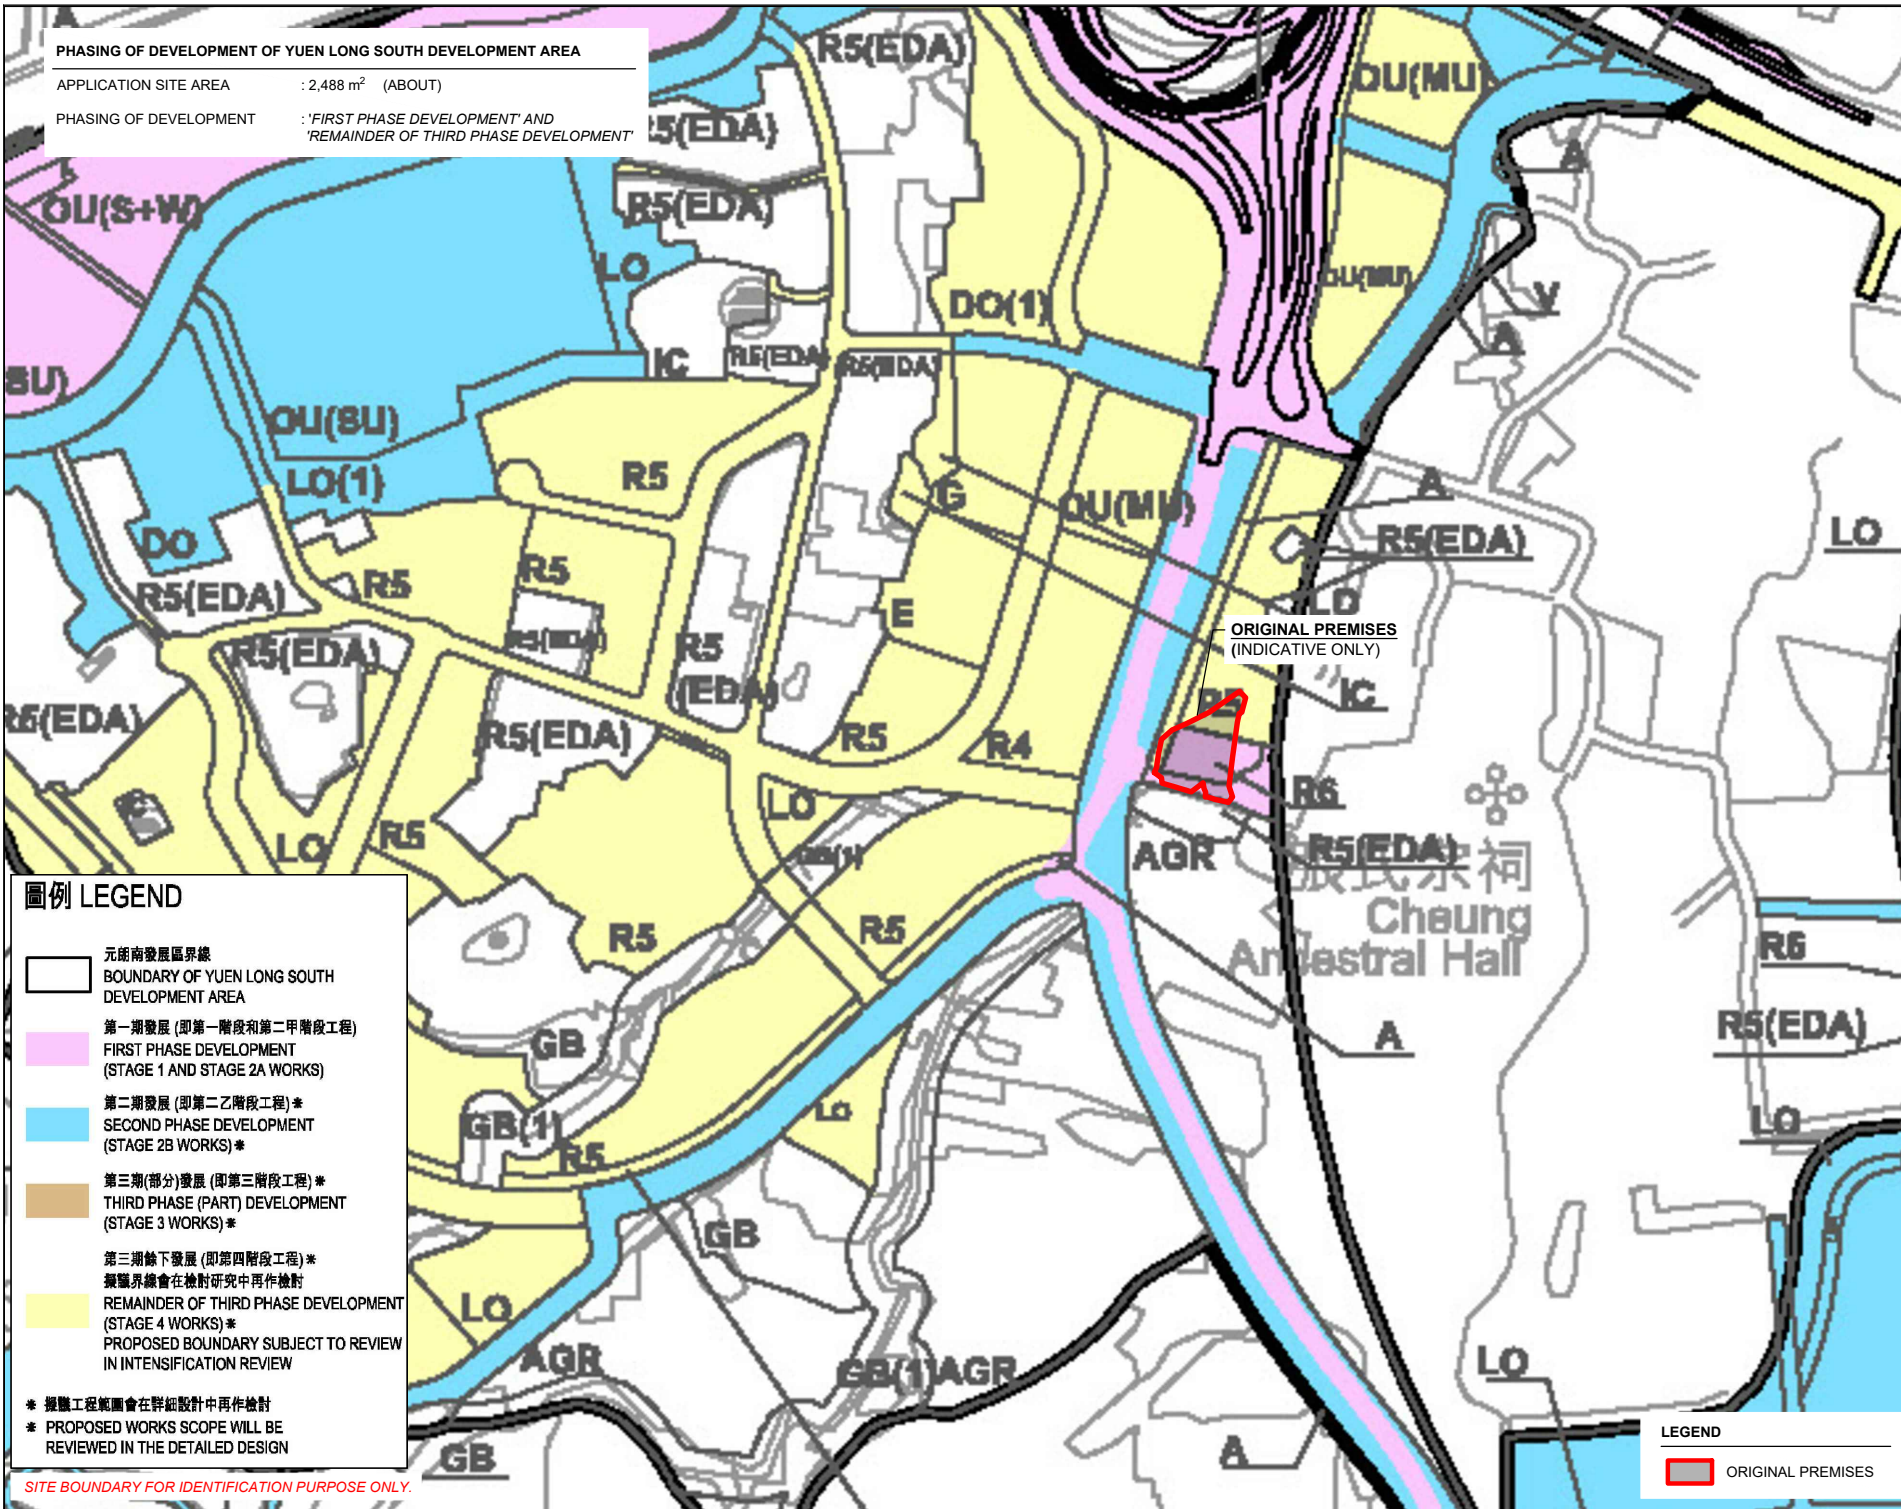 PHASING OF DEVELOPMENT OF YUEN LONG SOUTH DEVELOPMENT AREA
APPLICATION SITE AREA : 2,488 m² (ABOUT)
PHASING OF DEVELOPMENT : 'FIRST PHASE DEVELOPMENT' AND
'REMAINDER OF THIRD PHASE DEVELOPMENT'
R5(EDA)
OU(MU)
R5(EDA)
A
OU(S+W)
R5(EDA)
LO
OU(MU)
V
DO(1)
A
IC
R5(EDA)
R5(EDA)
SU)
OU(SU)
R5
LO(1)
G
OU(MU)
A
DO
R5(EDA)
LO
R5(EDA)
R5
R5
E
LO
R5(EDA)
R5(EDA)
R5
(EDA)
ORIGINAL PREMISES
(INDICATIVE ONLY)
IC
R5
R5(EDA)
R5(EDA)
R5
R4
LO
R6
IC
LO
R5
GB(1)
AGR
R5(EDA)
張氏宗祠
Cheung
Ancestral Hall
R5
R5
R6
GB
A
R5(EDA)
GB(1)
LO
R5
LO
GB
LO
AGR
GB(1)
AGR
LO
GB
A
圖例 LEGEND
元朗南發展區界線
BOUNDARY OF YUEN LONG SOUTH
DEVELOPMENT AREA
第一期發展 (即第一階段和第二甲階段工程)
FIRST PHASE DEVELOPMENT
(STAGE 1 AND STAGE 2A WORKS)
第二期發展 (即第二乙階段工程)*
SECOND PHASE DEVELOPMENT
(STAGE 2B WORKS)*
第三期(部分)發展 (即第三階段工程)*
THIRD PHASE (PART) DEVELOPMENT
(STAGE 3 WORKS)*
第三期餘下發展 (即第四階段工程)*
擬議界線會在檢討研究中再作檢討
REMAINDER OF THIRD PHASE DEVELOPMENT
(STAGE 4 WORKS)*
PROPOSED BOUNDARY SUBJECT TO REVIEW
IN INTENSIFICATION REVIEW
* 擬議工程範圍會在詳細設計中再作檢討
* PROPOSED WORKS SCOPE WILL BE
REVIEWED IN THE DETAILED DESIGN
SITE BOUNDARY FOR IDENTIFICATION PURPOSE ONLY.
LEGEND
ORIGINAL PREMISES